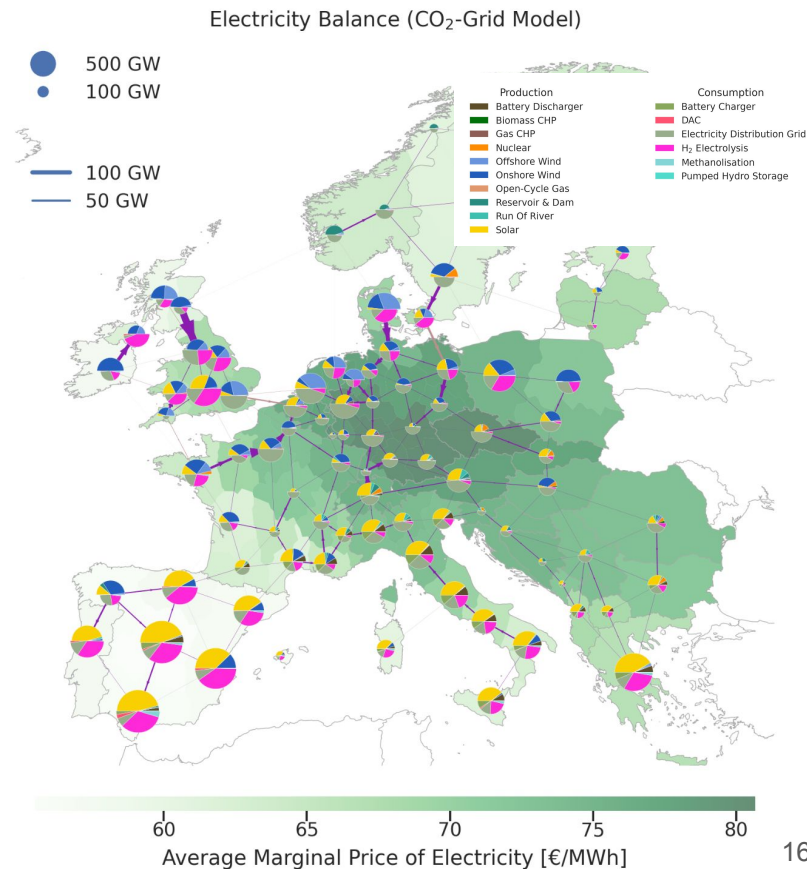 Electricity Balance (CO₂-Grid Model)
500 GW
100 GW
100 GW
50 GW
Production
Battery Discharger
Biomass CHP
Gas CHP
Nuclear
Offshore Wind
Onshore Wind
Open-Cycle Gas
Reservoir & Dam
Run Of River
Solar
Consumption
Battery Charger
DAC
Electricity Distribution Grid
H₂ Electrolysis
Methanolisation
Pumped Hydro Storage
60 65 70 75 80
Average Marginal Price of Electricity [€/MWh]
16